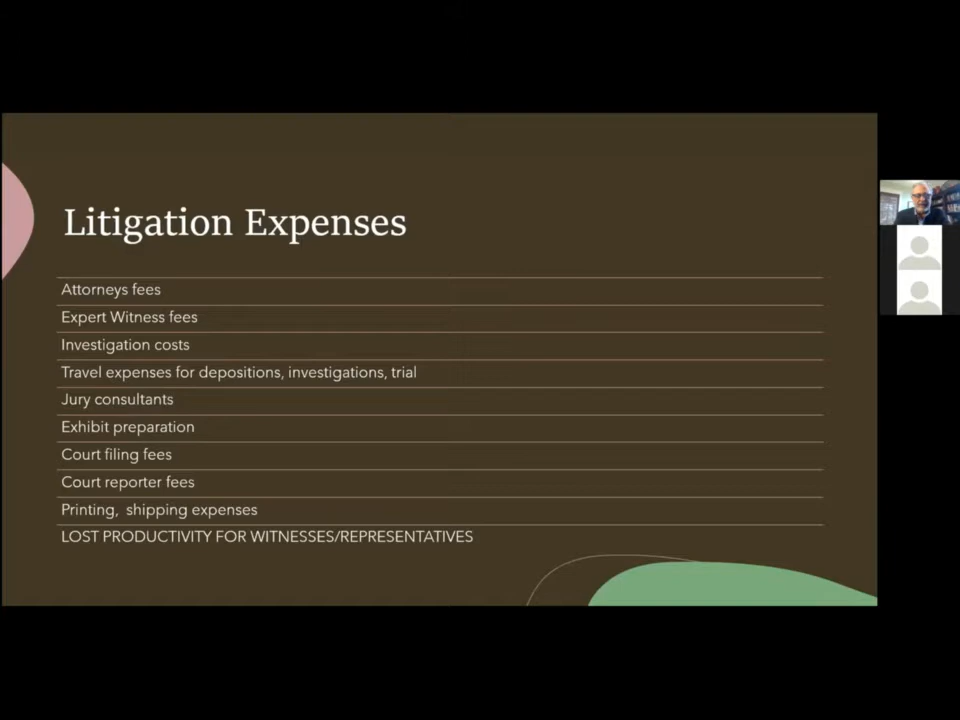 Litigation Expenses
Attorneys fees
Expert Witness fees
Investigation costs
Travel expenses for depositions, investigations, trial
Jury consultants
Exhibit preparation
Court filing fees
Court reporter fees
Printing,  shipping expenses
LOST PRODUCTIVITY FOR WITNESSES/REPRESENTATIVES